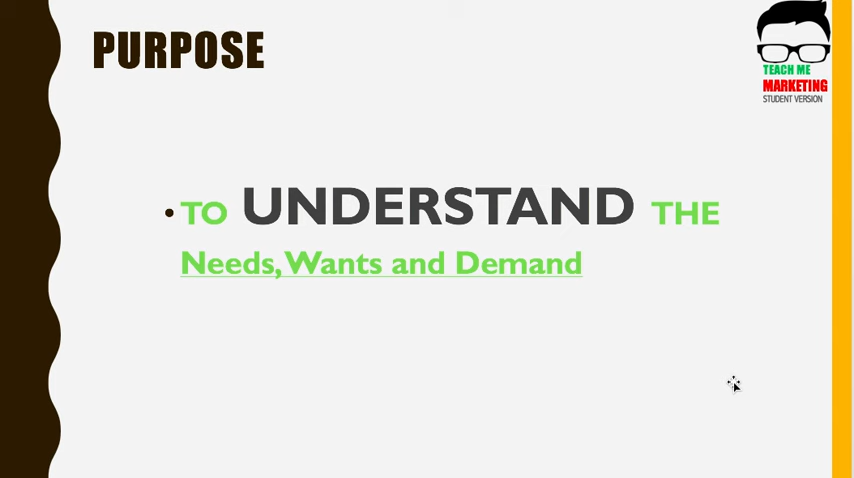 PURPOSE
TEACH ME
MARKETING
STUDENT VERSION
• TO UNDERSTAND THE
Needs, Wants and Demand